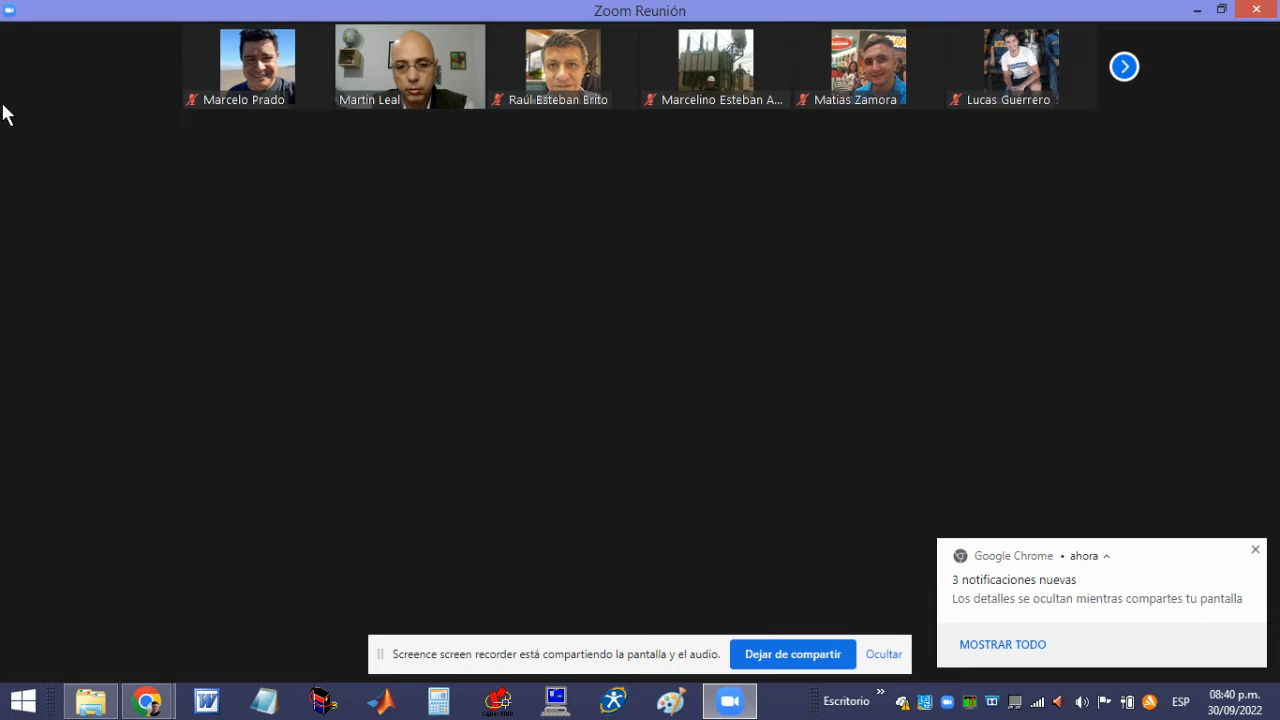 Zoom Reunión
Marcelo Prado
Martin Leal
Raúl Esteban Brito
Marcelino Esteban A...
Matias Zamora
Lucas Guerrero
Google Chrome • ahora
3 notificaciones nuevas
Los detalles se ocultan mientras compartes tu pantalla
MOSTRAR TODO
Screence screen recorder está compartiendo la pantalla y el audio.
Dejar de compartir
Ocultar
Escritorio
ESP
08:40 p.m.
30/09/2022